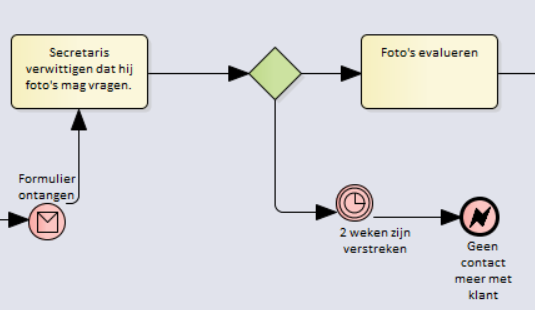 Secretaris
verwittigen dat hij
foto's mag vragen.
Foto's evalueren
Formulier
ontangen
2 weken zijn
verstreken
Geen
contact
meer met
klant